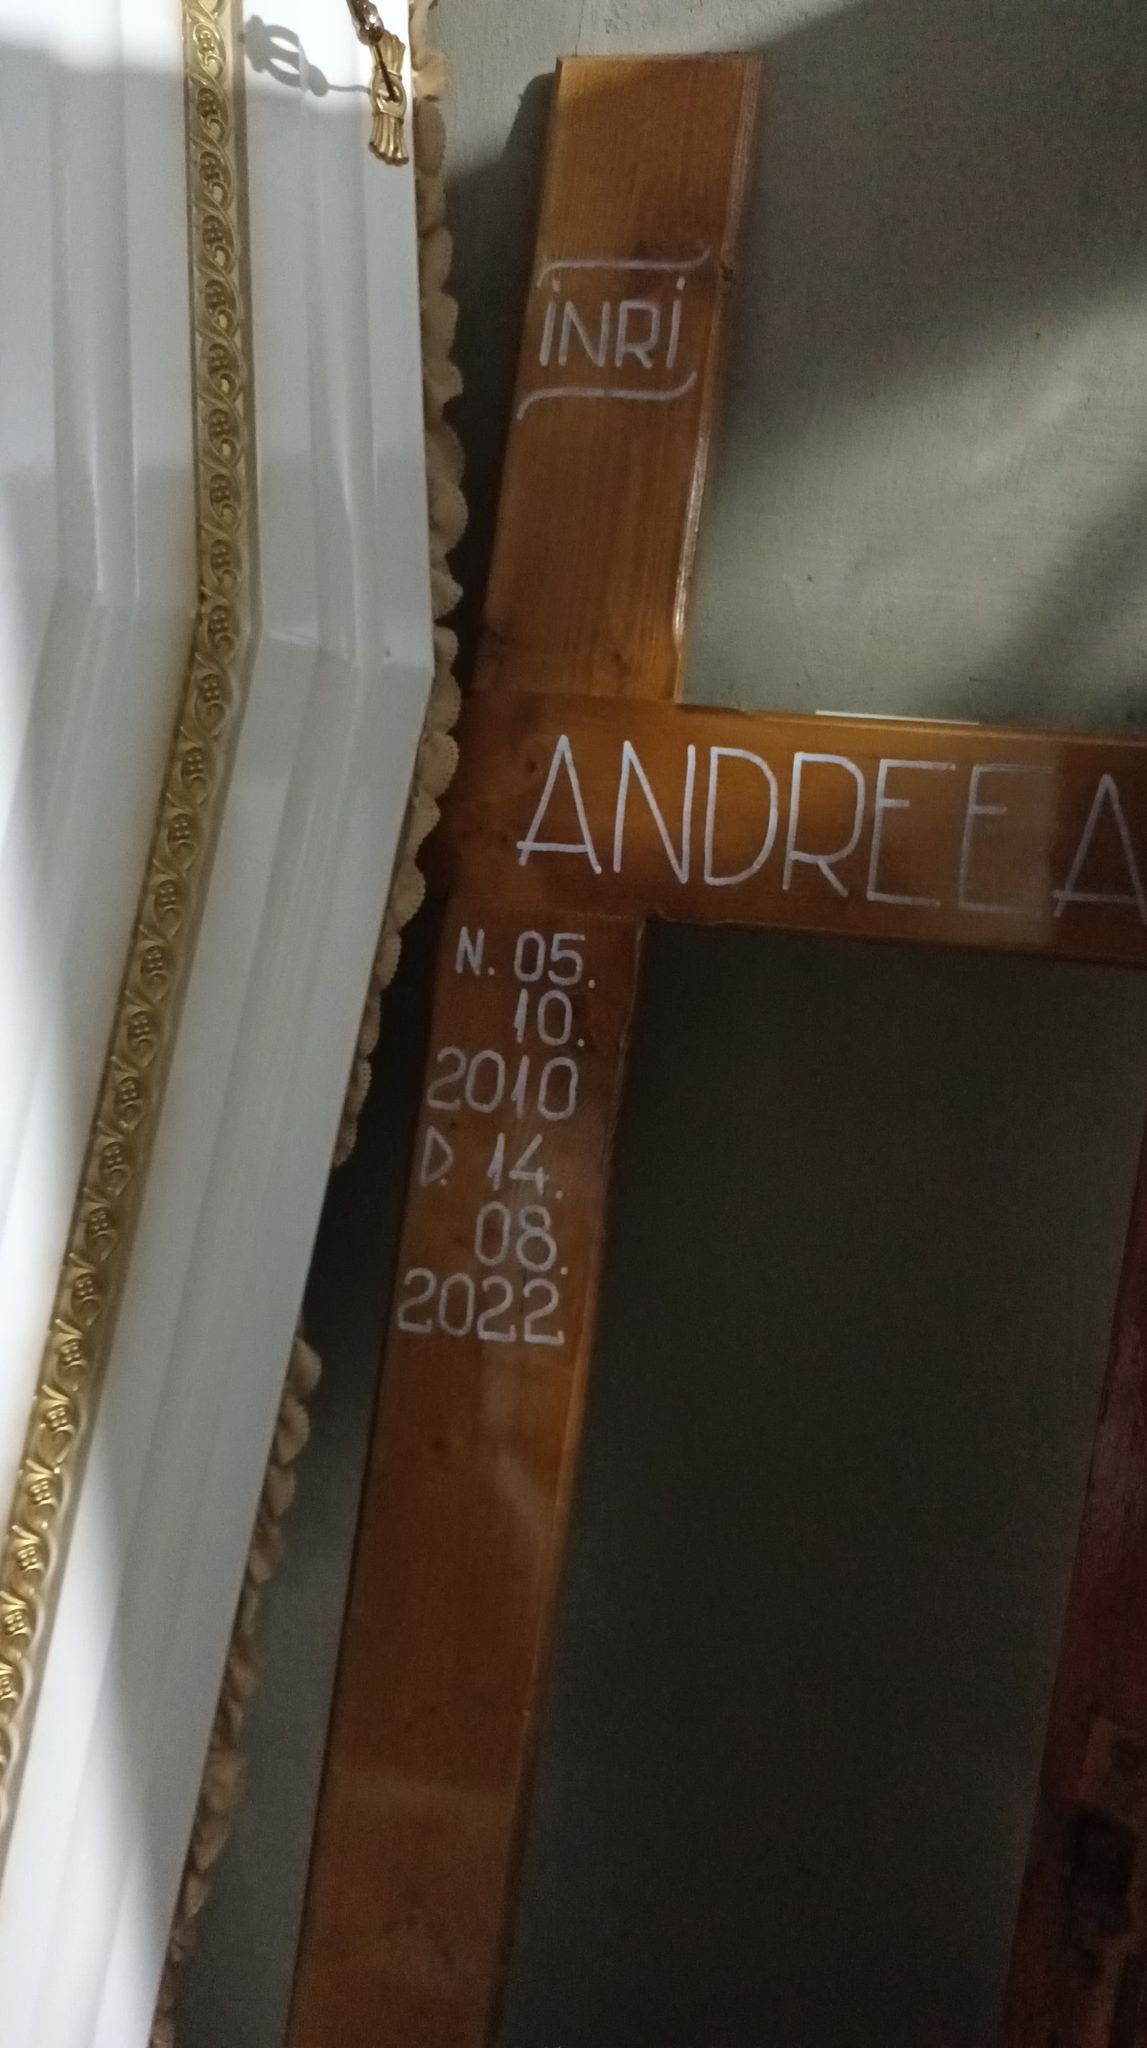 INRI
ANDREEA
N. 05.
10.
2010
D. 14.
08.
2022